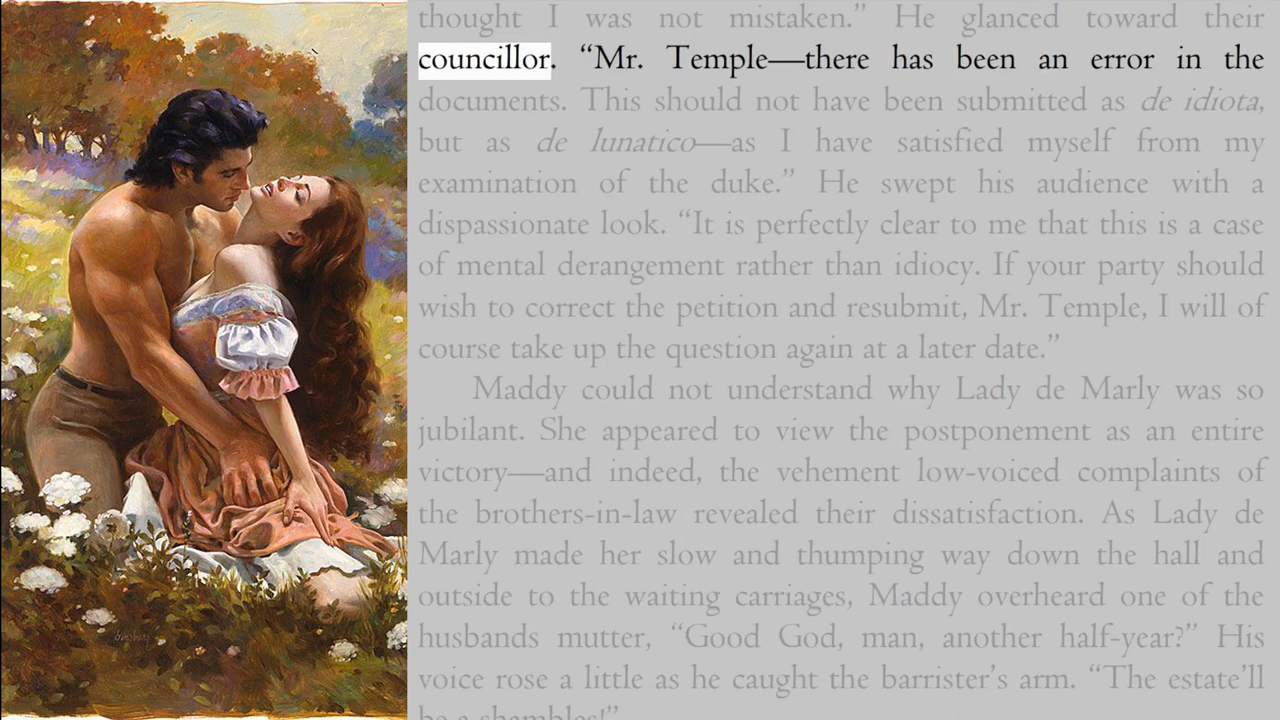 thought I was not mistaken.” He glanced toward their
councillor. “Mr. Temple—there has been an error in the
documents. This should not have been submitted as de idiota,
but as de lunatico—as I have satisfied myself from my
examination of the duke.” He swept his audience with a
dispassionate look. “It is perfectly clear to me that this is a case
of mental derangement rather than idiocy. If your party should
wish to correct the petition and resubmit, Mr. Temple, I will of
course take up the question again at a later date.”
Maddy could not understand why Lady de Marly was so
jubilant. She appeared to view the postponement as an entire
victory—and indeed, the vehement low-voiced complaints of
the brothers-in-law revealed their dissatisfaction. As Lady de
Marly made her slow and thumping way down the hall and
outside to the waiting carriages, Maddy overheard one of the
husbands mutter, “Good God, man, another half-year?” His
voice rose a little as he caught the barrister’s arm. “The estate’ll
be a shambles!”